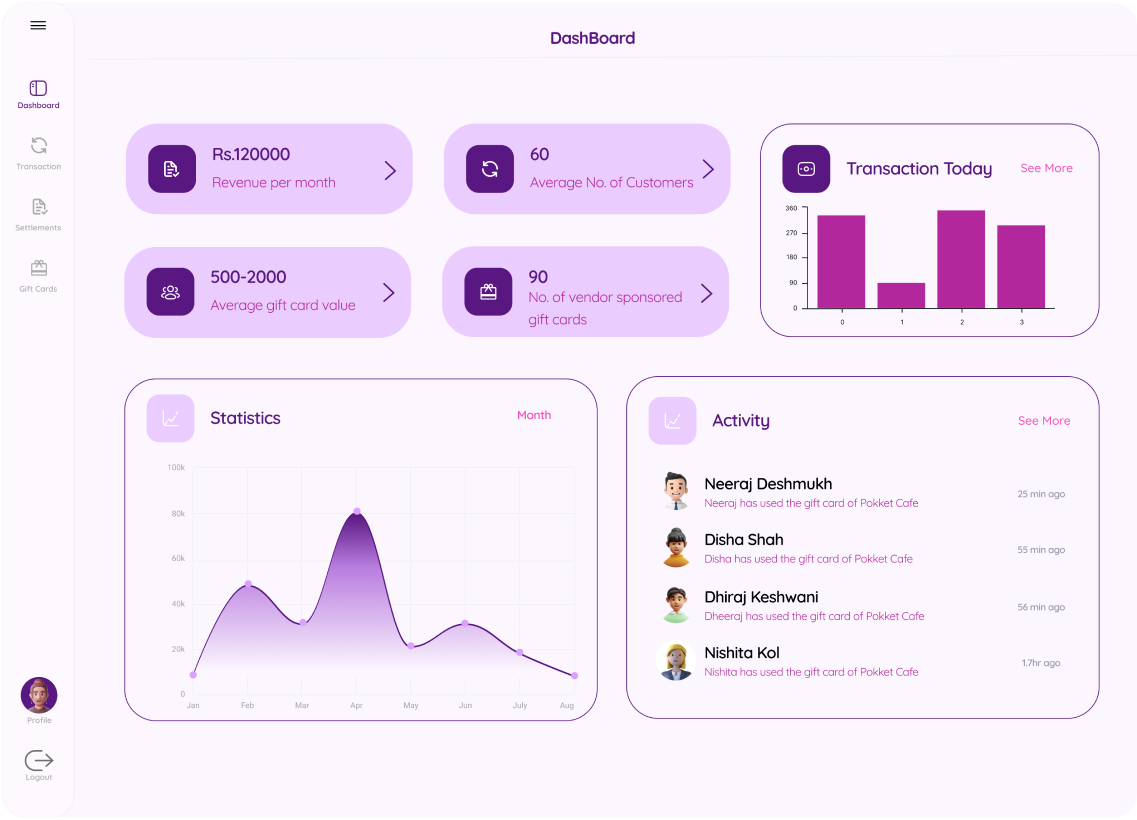 DashBoard
Dashboard
Transaction
Settlements
Gift Cards
Profile
Logout
Rs.120000
Revenue per month
60
Average No. of Customers
500-2000
Average gift card value
90
No. of vendor sponsored
gift cards
Transaction Today
See More
360
270
180
90
0
0
1
2
3
Statistics
Month
100k
80k
60k
40k
20k
0
Jan
Feb
Mar
Apr
May
Jun
July
Aug
Activity
See More
Neeraj Deshmukh
Neeraj has used the gift card of Pokket Cafe
25 min ago
Disha Shah
Disha has used the gift card of Pokket Cafe
55 min ago
Dhiraj Keshwani
Dheeraj has used the gift card of Pokket Cafe
56 min ago
Nishita Kol
Nishita has used the gift card of Pokket Cafe
1.7hr ago